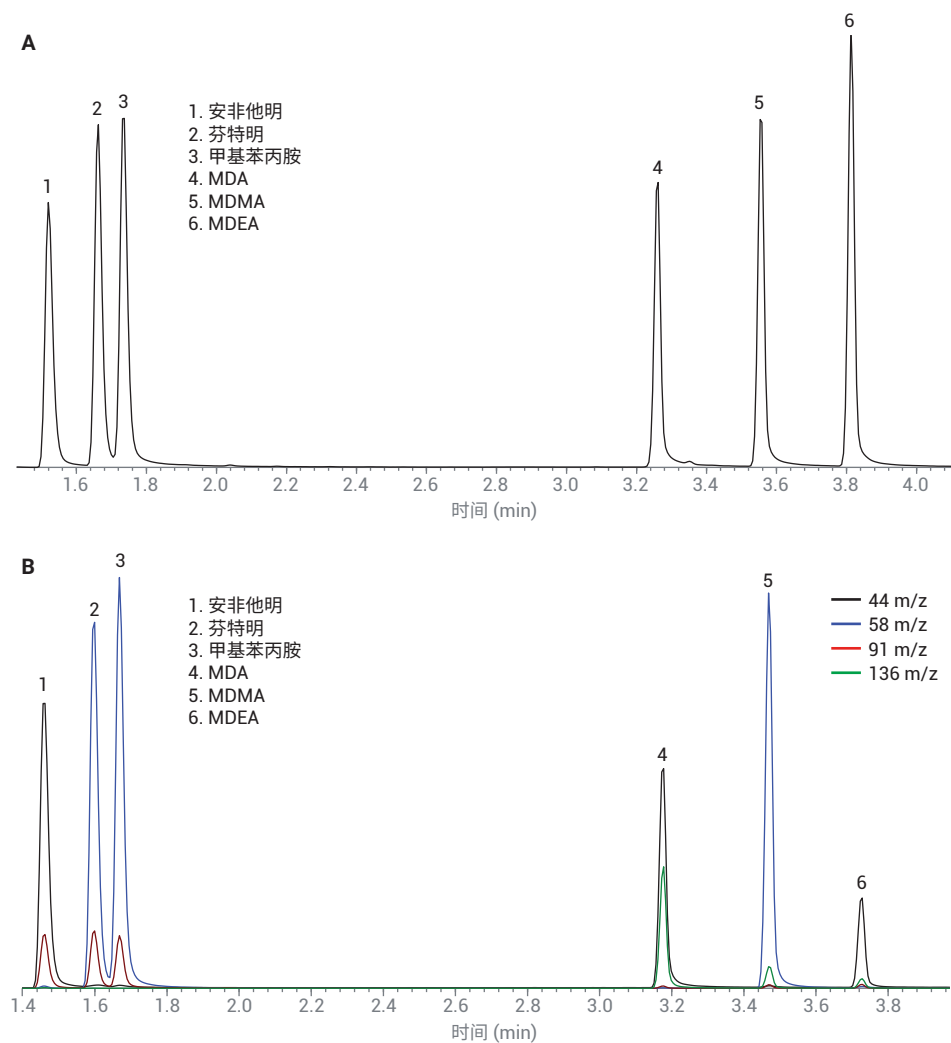 A
1
2
3
4
5
6
1. 安非他明
2. 芬特明
3. 甲基苯丙胺
4. MDA
5. MDMA
6. MDEA
1.6 1.8 2.0 2.2 2.4 2.6 2.8 3.0 3.2 3.4 3.6 3.8 4.0
时间 (min)
B
1
2
3
4
5
6
1. 安非他明
2. 芬特明
3. 甲基苯丙胺
4. MDA
5. MDMA
6. MDEA
44 m/z
58 m/z
91 m/z
136 m/z
1.4 1.6 1.8 2.0 2.2 2.4 2.6 2.8 3.0 3.2 3.4 3.6 3.8
时间 (min)